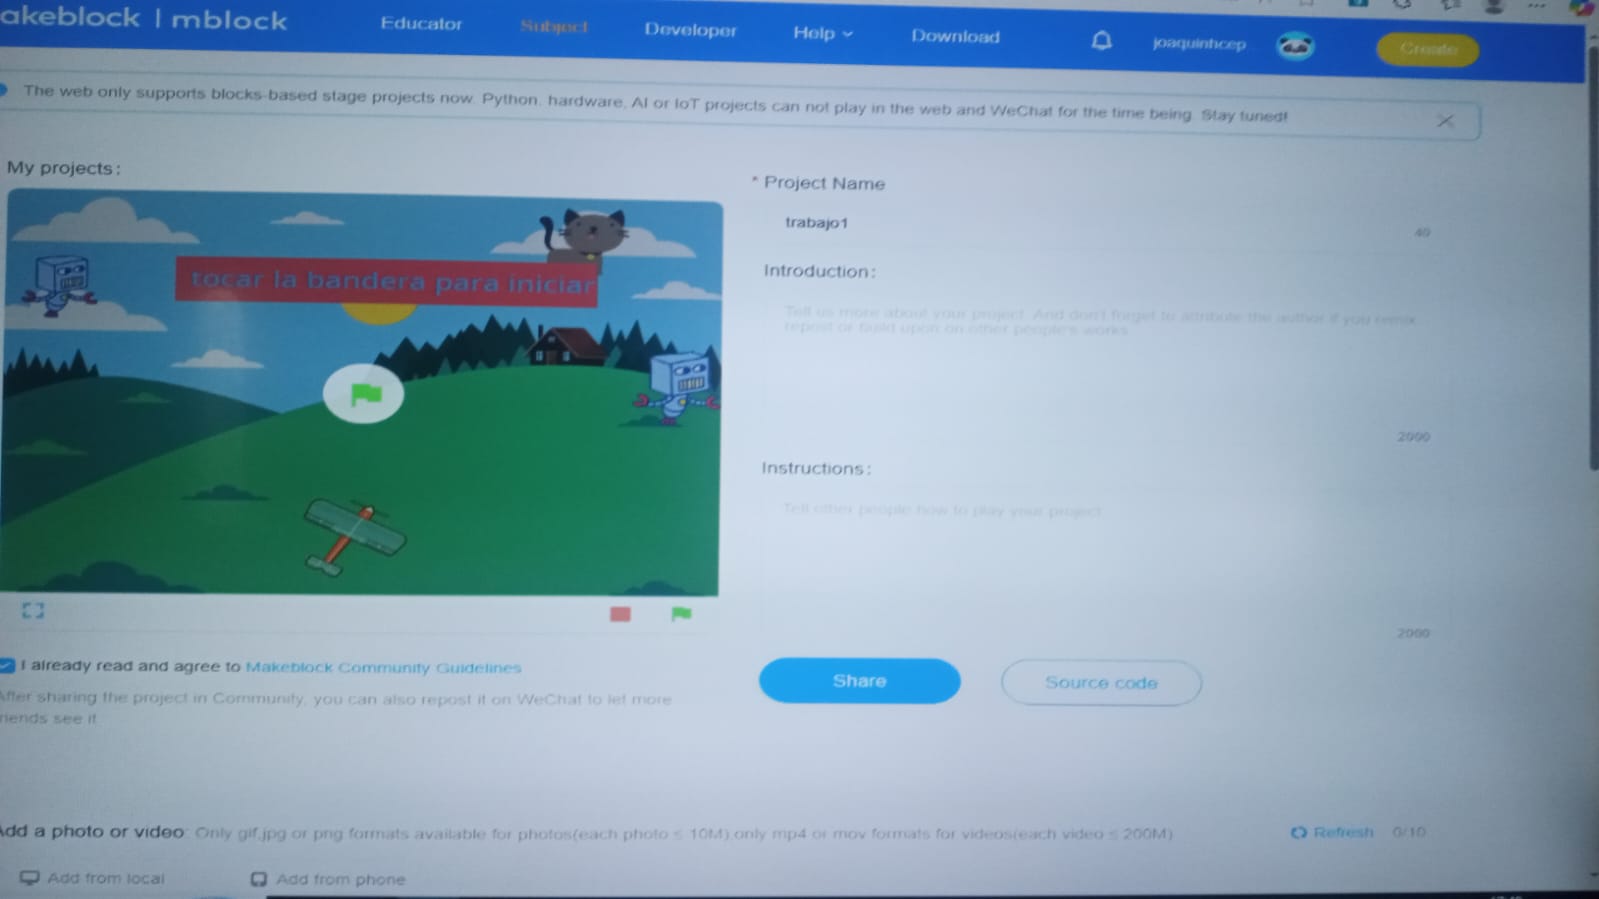 akeblock | mblock
Educator
Subject
Developer
Help
Download
joaquinhcep
Create
The web only supports blocks-based stage projects now. Python, hardware, AI or IoT projects can not play in the web and WeChat for the time being. Stay tuned!
My projects:
tocar la bandera para iniciar
* Project Name
trabajo1
40
Introduction:
Tell us more about your project. And don't forget to attribute the author if you remix,
repost or build upon on other people's works.
2000
Instructions:
Tell other people how to play your project
2000
I already read and agree to Makeblock Community Guidelines
After sharing the project in Community, you can also repost it on WeChat to let more
riends see it
Share
Source code
Add a photo or video: Only gif,jpg or png formats available for photos(each photo ≤ 10M),only mp4 or mov formats for videos(each video ≤ 200M)
Refresh 0/10
Add from local
Add from phone